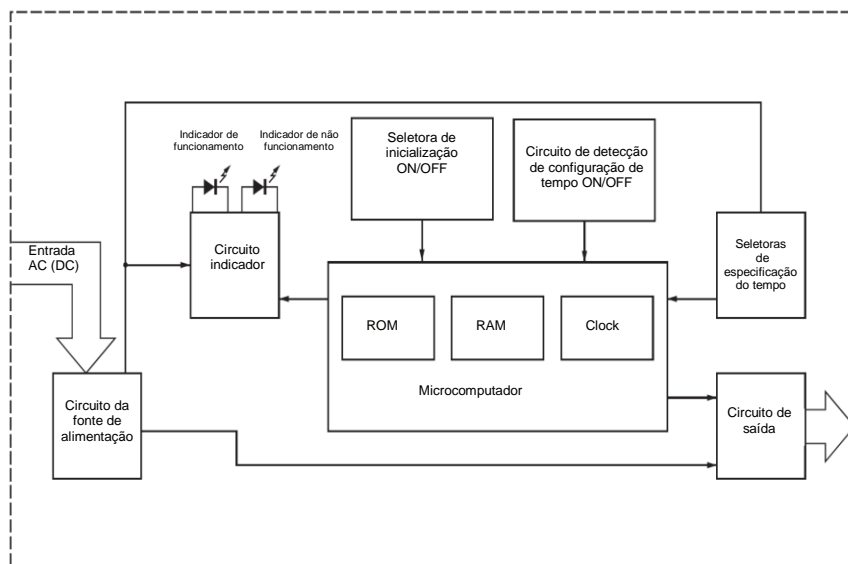 Indicador de
funcionamento
Indicador de não
funcionamento
Seletora de
inicialização
ON/OFF
Circuito de detecção
de configuração de
tempo ON/OFF
Entrada
AC (DC)
Circuito
indicador
Seletoras
de
especificação
do tempo
ROM
RAM
Clock
Microcomputador
Circuito da
fonte de
alimentação
Circuito de
saída